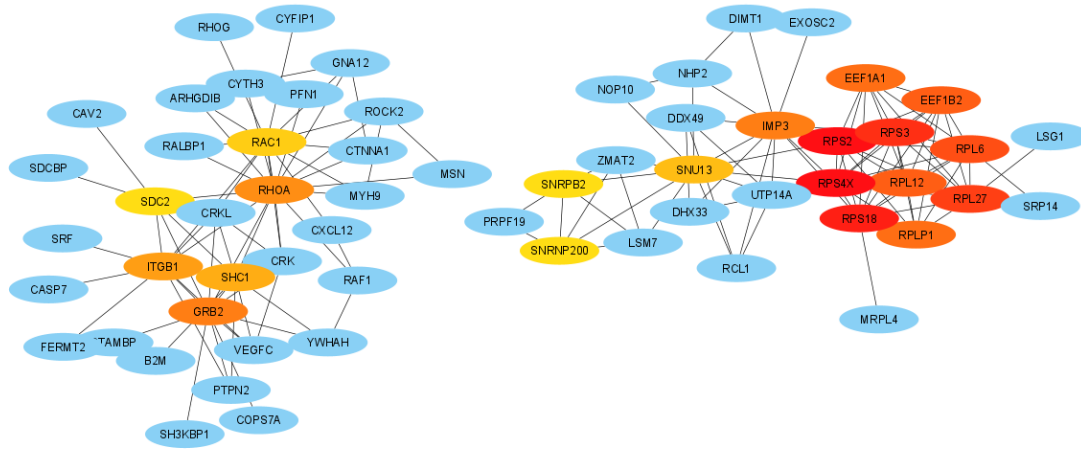 CYFIP1
RHOG
GNA12
CYTH3
PFN1
ARHGDIB
ROCK2
CAV2
RAC1
RALBP1
CTNNA1
SDCBP
MSN
RHOA
MYH9
SDC2
CRKL
CXCL12
SRF
CRK
ITGB1
SHC1
RAF1
CASP7
GRB2
FERMT2
TAMBP
B2M
VEGFC
YWHAH
PTPN2
COPS7A
SH3KBP1
DIMT1
EXOSC2
NHP2
EEF1A1
NOP10
EEF1B2
DDX49
IMP3
RPS2
RPS3
LSG1
ZMAT2
RPL6
SNU13
SNRPB2
RPS4X
RPL12
UTP14A
RPL27
SRP14
PRPF19
DHX33
RPS18
LSM7
RPLP1
SNRNP200
RCL1
MRPL4